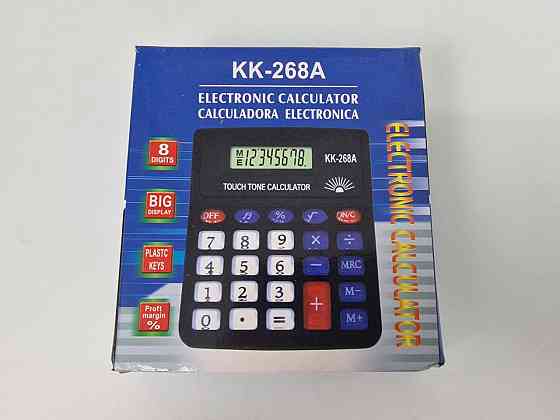 KK-268A
ELECTRONIC CALCULATOR
CALCULADORA ELECTRONICA
8
DIGITS
BIG
DISPLAY
PLASTC
KEYS
Proft
margin
%
M
E
12345678.
KK-268A
TOUCH TONE CALCULATOR
OFF
♫
%
√
ON/C
7 8 9 × ÷
4 5 6 − MRC
1 2 3 + M−
0 · = M+
ELECTRONIC CALCULATOR